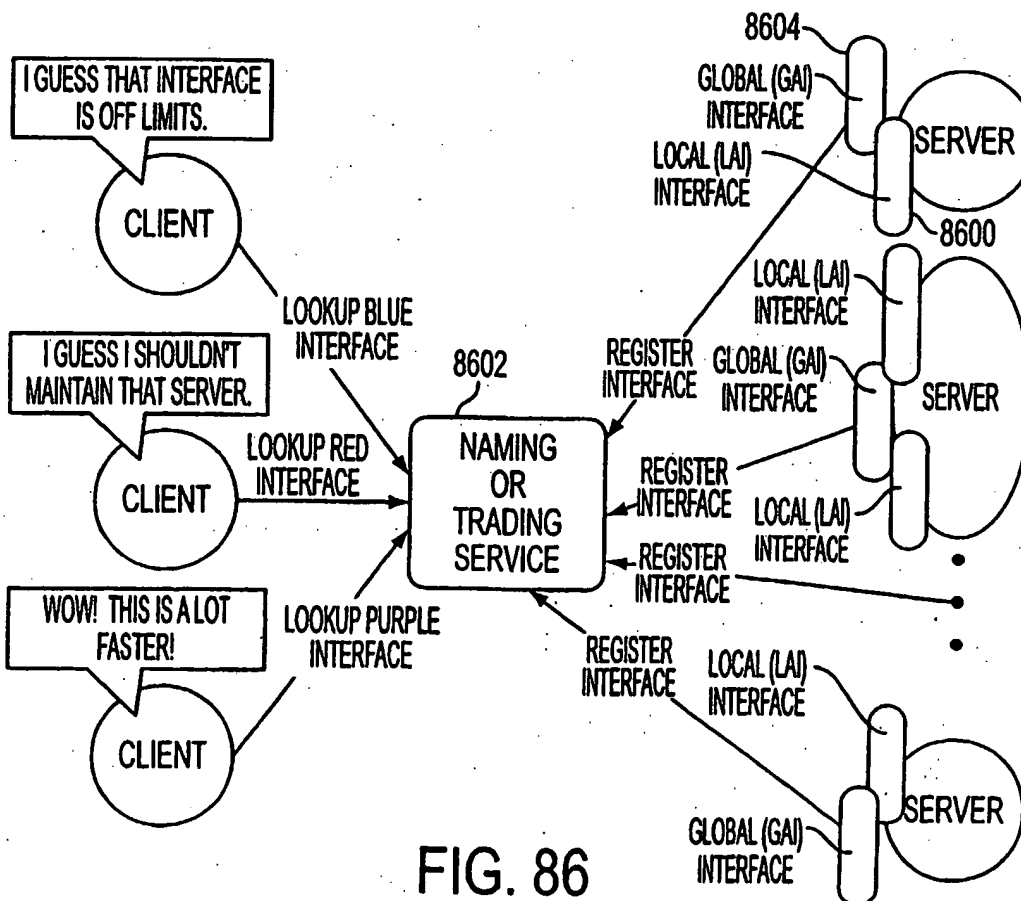 I GUESS THAT INTERFACE
IS OFF LIMITS.
CLIENT
LOOKUP BLUE
INTERFACE
I GUESS I SHOULDN'T
MAINTAIN THAT SERVER.
CLIENT
LOOKUP RED
INTERFACE
WOW! THIS IS A LOT
FASTER!
CLIENT
LOOKUP PURPLE
INTERFACE
8602
NAMING
OR
TRADING
SERVICE
REGISTER
INTERFACE
REGISTER
INTERFACE
REGISTER
INTERFACE
REGISTER
INTERFACE
8604
GLOBAL (GAI)
INTERFACE
LOCAL (LAI)
INTERFACE
SERVER
8600
LOCAL (LAI)
INTERFACE
GLOBAL (GAI)
INTERFACE
SERVER
LOCAL (LAI)
INTERFACE
LOCAL (LAI)
INTERFACE
SERVER
GLOBAL (GAI)
INTERFACE
FIG. 86